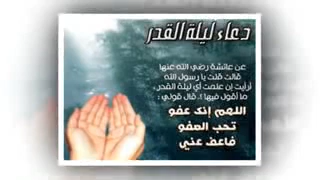 دعاء ليلة القدر
عن عائشة رضي الله عنها
قالت قلت يا رسول الله
أرأيت إن علمت أي ليلة القدر،
ما أقول فيها؟. قال قولي :
اللهم إنك عفو
تحب العفو
فاعف عني